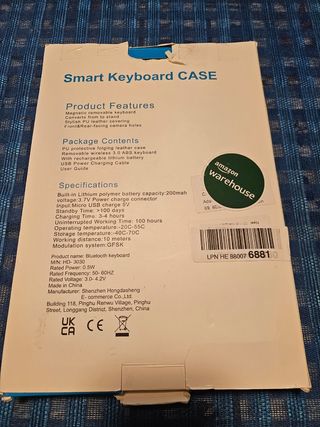 Smart Keyboard CASE
Product Features
Magnetic removable keyboard
Converts from to stand
Stylish PU leather covering
Front&Rear-facing camera holes
Package Contents
PU protective folging leather case
Removable wireless 3.0 ABS keyboard
With rechargeable lithium battery
USB Power Charging Cable
User Guide
Specifications
Built-in Lithium polymer battery capacity:200mah
voltage:3.7V Power charge connector
Input Micro USB charge 5V
Standby Time: >100 days
Charging Time: 3-4 hours
Uninterrupted Working Time: 100 hours
Operating temperature:-20C-55C
Storage temperature:-40C-70C
Working distance:10 meters
Modulation system: GFSK
Product Name: Bluetooth keyboard
M/N: HD- 3030
Rated Power: 0.5W
Rated Frequency: 50- 60HZ
Rated Voltage: 3.0- 4.2V
Made in China
Manufacturer: Shenzhen Hongdasheng
E- commerce Co.,Ltd.
Building 118, Pinghu Renwu Village, Pinghu
Street, Longgang District, Shenzhen, China
UK
CA
CE
amazon
warehouse
LPN HE 88007 6881